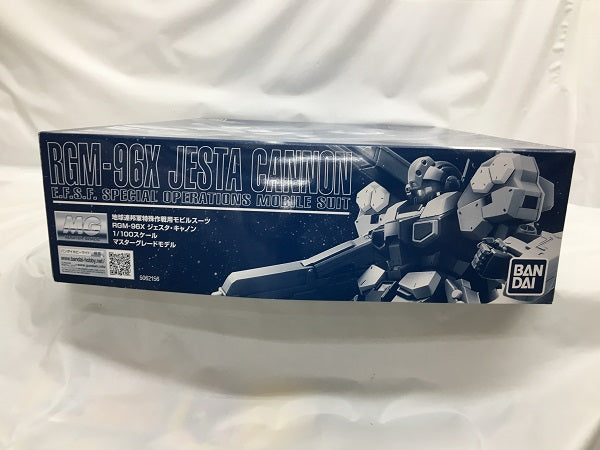 RGM-96X JESTA CANNON
E.F.S.F. SPECIAL OPERATIONS MOBILE SUIT
MG
地球連邦軍特殊作戦用モビルスーツ
RGM-96X ジェスタ・キャノン
1/100スケール
マスターグレードモデル
www.bandai-hobby.net/
5062156
BAN
DAI